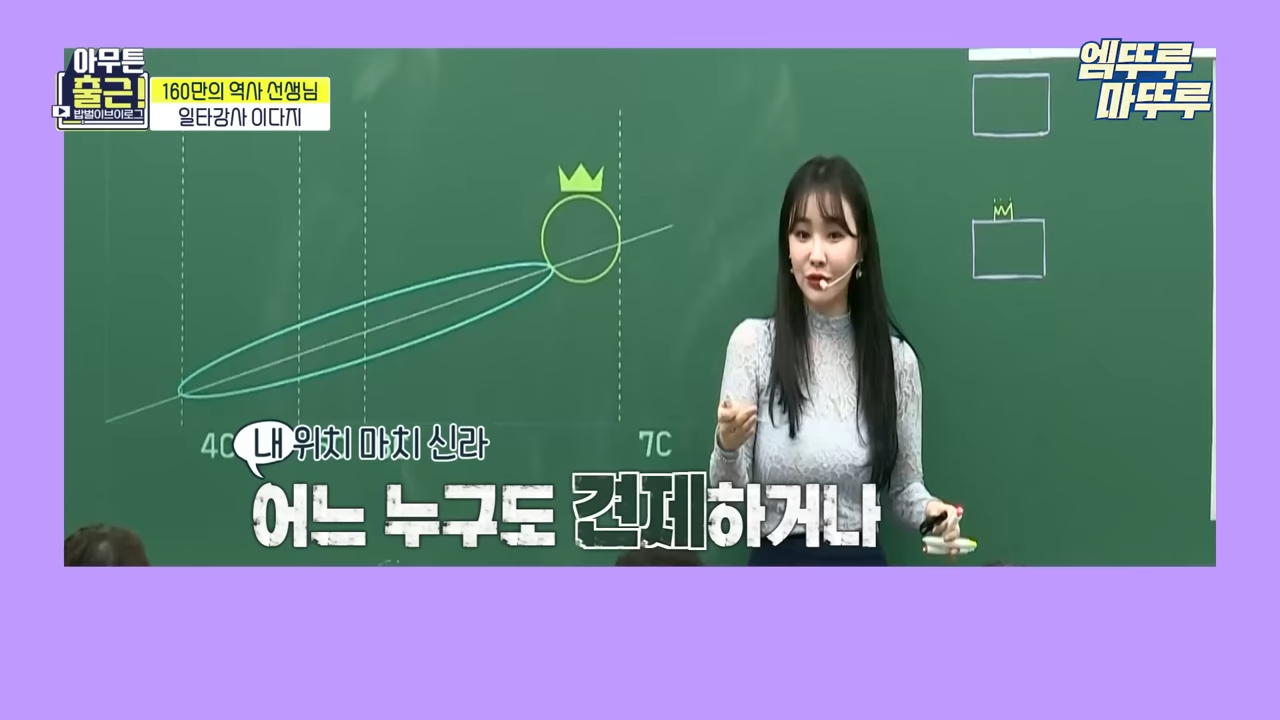 아무튼
출근!
밥벌이브이로그
160만의 역사 선생님
일타강사 이다지
엠뚜루
마뚜루
4C
7C
내 위치 마치 신라
어느 누구도 견제하거나